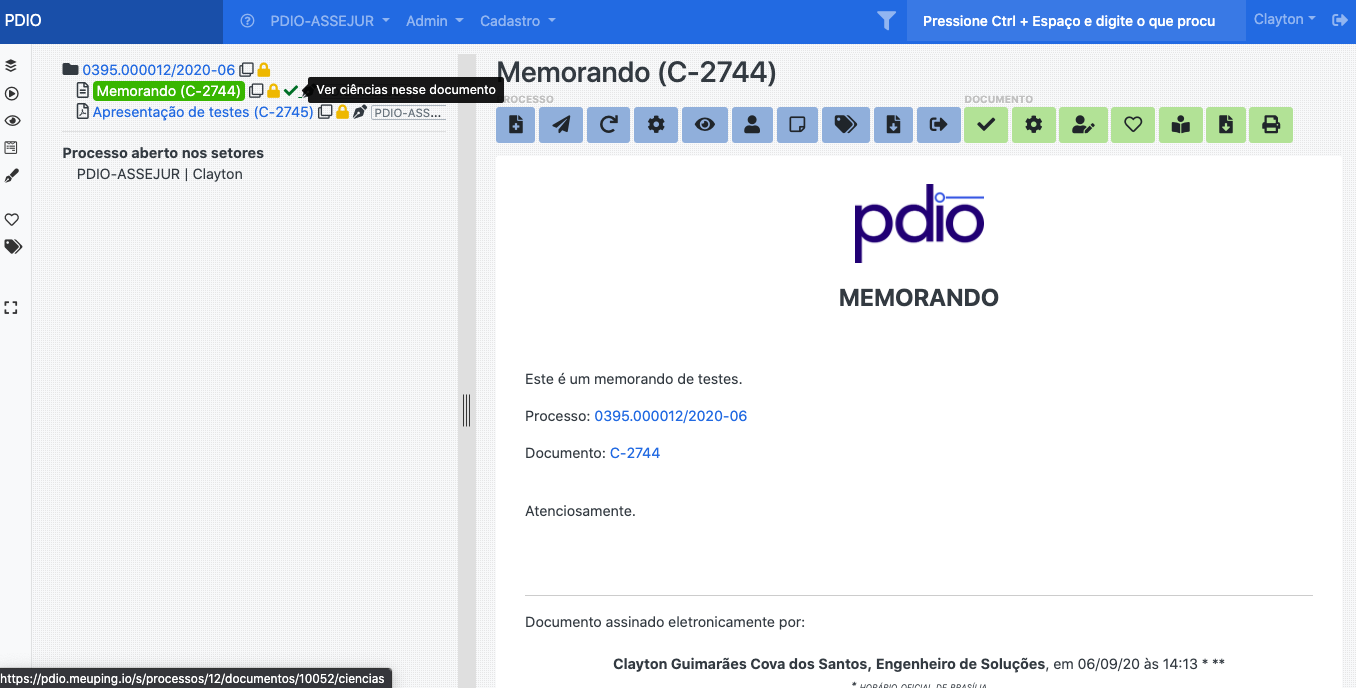 PDIO
PDIO-ASSEJUR
Admin
Cadastro
Pressione Ctrl + Espaço e digite o que procu
Clayton
0395.000012/2020-06
Memorando (C-2744)
Ver ciências nesse documento
Apresentação de testes (C-2745)
PDIO-ASS...
Processo aberto nos setores
PDIO-ASSEJUR | Clayton
Memorando (C-2744)
DOCUMENTO
pdio
MEMORANDO
Este é um memorando de testes.
Processo: 0395.000012/2020-06
Documento: C-2744
Atenciosamente.
Documento assinado eletronicamente por:
Clayton Guimarães Cova dos Santos, Engenheiro de Soluções, em 06/09/20 às 14:13 * **
* HORÁRIO OFICIAL DE BRASÍLIA
https://pdio.meuping.io/s/processos/12/documentos/10052/ciencias